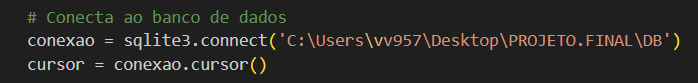 # Conecta ao banco de dados
conexao = sqlite3.connect('C:\Users\vv957\Desktop\PROJETO.FINAL\DB')
cursor = conexao.cursor()